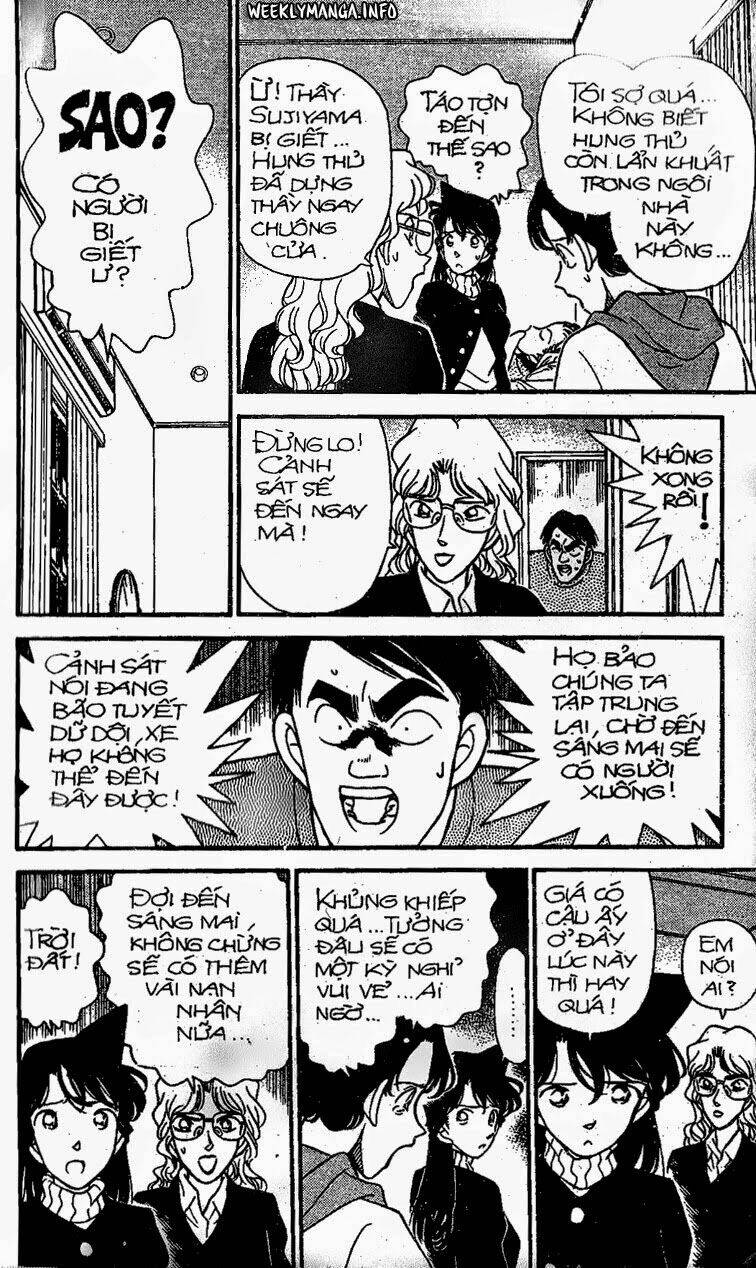 WEEKLYMANGA.INFO
SAO?
CÓ
NGƯỜI
BỊ
GIẾT
Ư?
Ừ! THẦY
SUJIYAMA
BỊ GIẾT...
HUNG THỦ
ĐÃ DỰNG
THẦY NGAY
CHUÔNG
CỬA.
TÁO TỢN
ĐẾN
THẾ SAO
?
TÔI SỢ QUÁ...
KHÔNG BIẾT
HUNG THỦ
CÒN LẨN KHUẤT
TRONG NGÔI
NHÀ
NÀY
KHÔNG...
ĐỪNG LO!
CẢNH
SÁT SẼ
ĐẾN NGAY
MÀ!
KHÔNG
XONG
RỒI!
CẢNH SÁT
NÓI ĐANG
BÃO TUYẾT
DỮ DỘI, XE
HỌ KHÔNG
THỂ ĐẾN
ĐÂY ĐƯỢC!
HỌ BẢO
CHÚNG TA
TẬP TRUNG
LẠI, CHỜ ĐẾN
SÁNG MAI SẼ
CÓ NGƯỜI
XUỐNG!
TRỜI
ĐẤT!
ĐỢI ĐẾN
SÁNG MAI,
KHÔNG CHỪNG
SẼ CÓ THÊM
VÀI NẠN
NHÂN
NỮA...
KHỦNG KHIẾP
QUÁ...TƯỞNG
ĐÂU SẼ CÓ
MỘT KỲ NGHỈ
VUI VẺ...AI
NGỜ...
......
GIÁ CÓ
CẬU ẤY
Ở ĐÂY
LÚC NÀY
THÌ HAY
QUÁ!
EM
NÓI
AI?